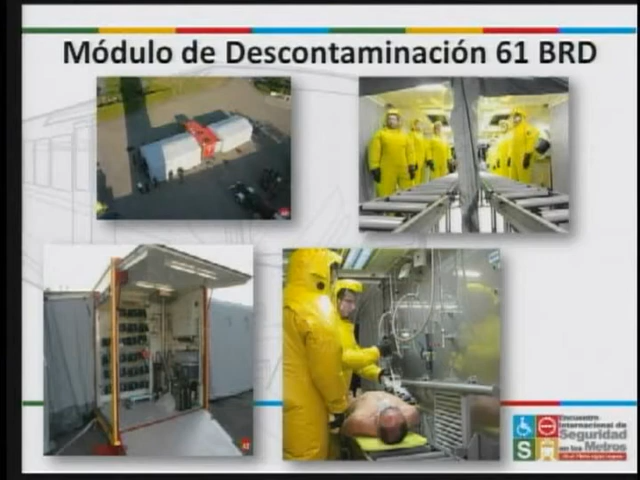 Módulo de Descontaminación 61 BRD
Encuentro
Internacional de
Seguridad
en los Metros
S